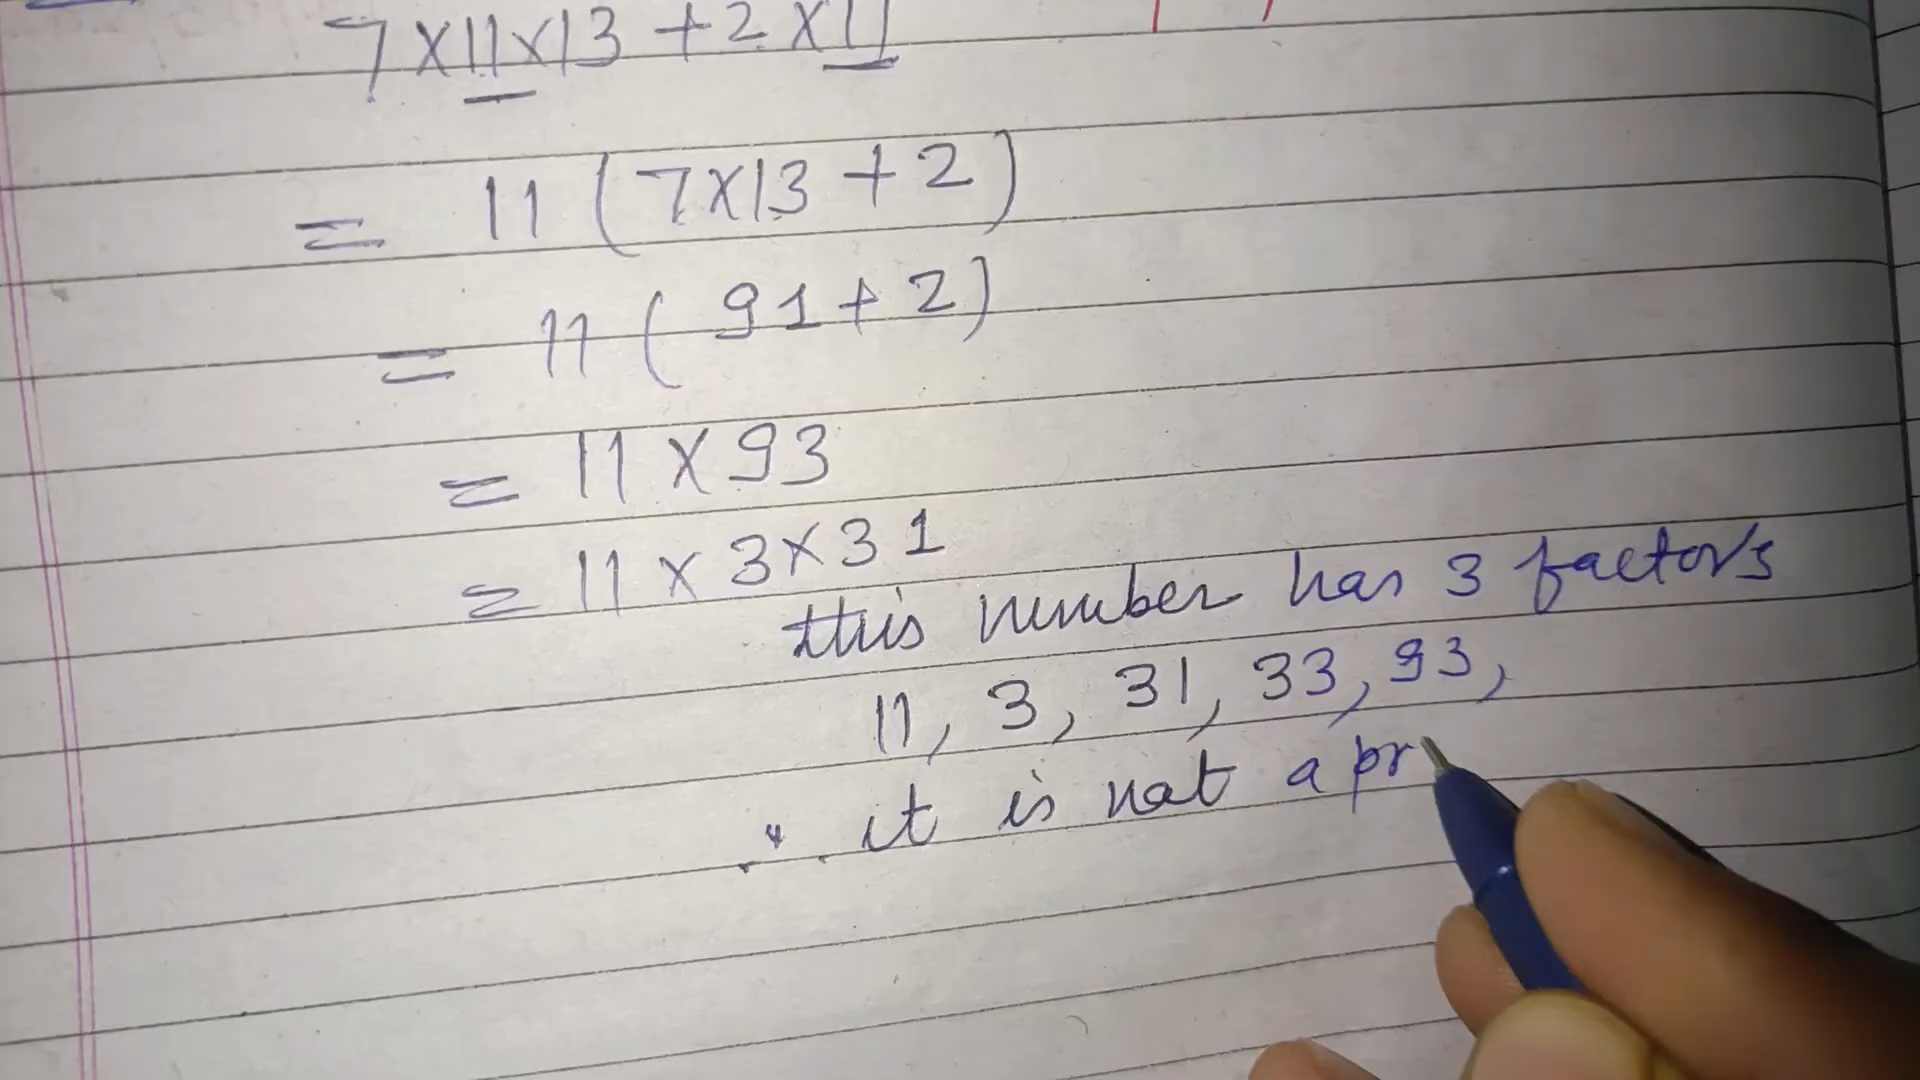 7×11×13+2×11
= 11(7×13+2)
= 11(91+2)
= 11×93
= 11×3×31
this number has 3 factors
11, 3, 31, 33, 93,
∴ it is not a pr